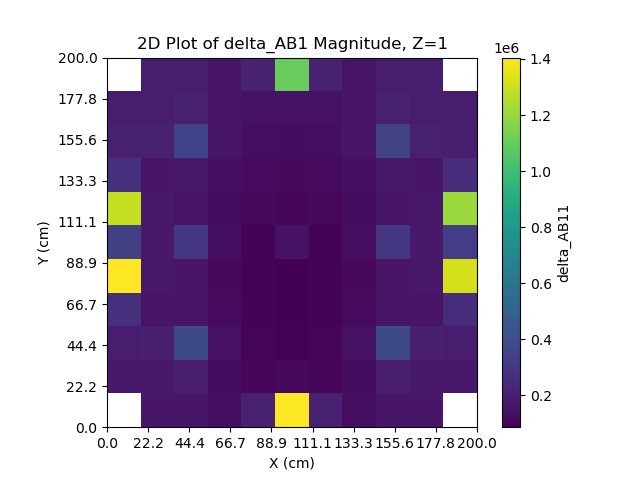 2D Plot of delta_AB1 Magnitude, Z=1
1e6
200.0
177.8
155.6
133.3
111.1
88.9
66.7
44.4
22.2
0.0
Y (cm)
0.0 22.2 44.4 66.7 88.9 111.1 133.3 155.6 177.8 200.0
X (cm)
1.4
1.2
1.0
0.8
0.6
0.4
0.2
delta_AB11